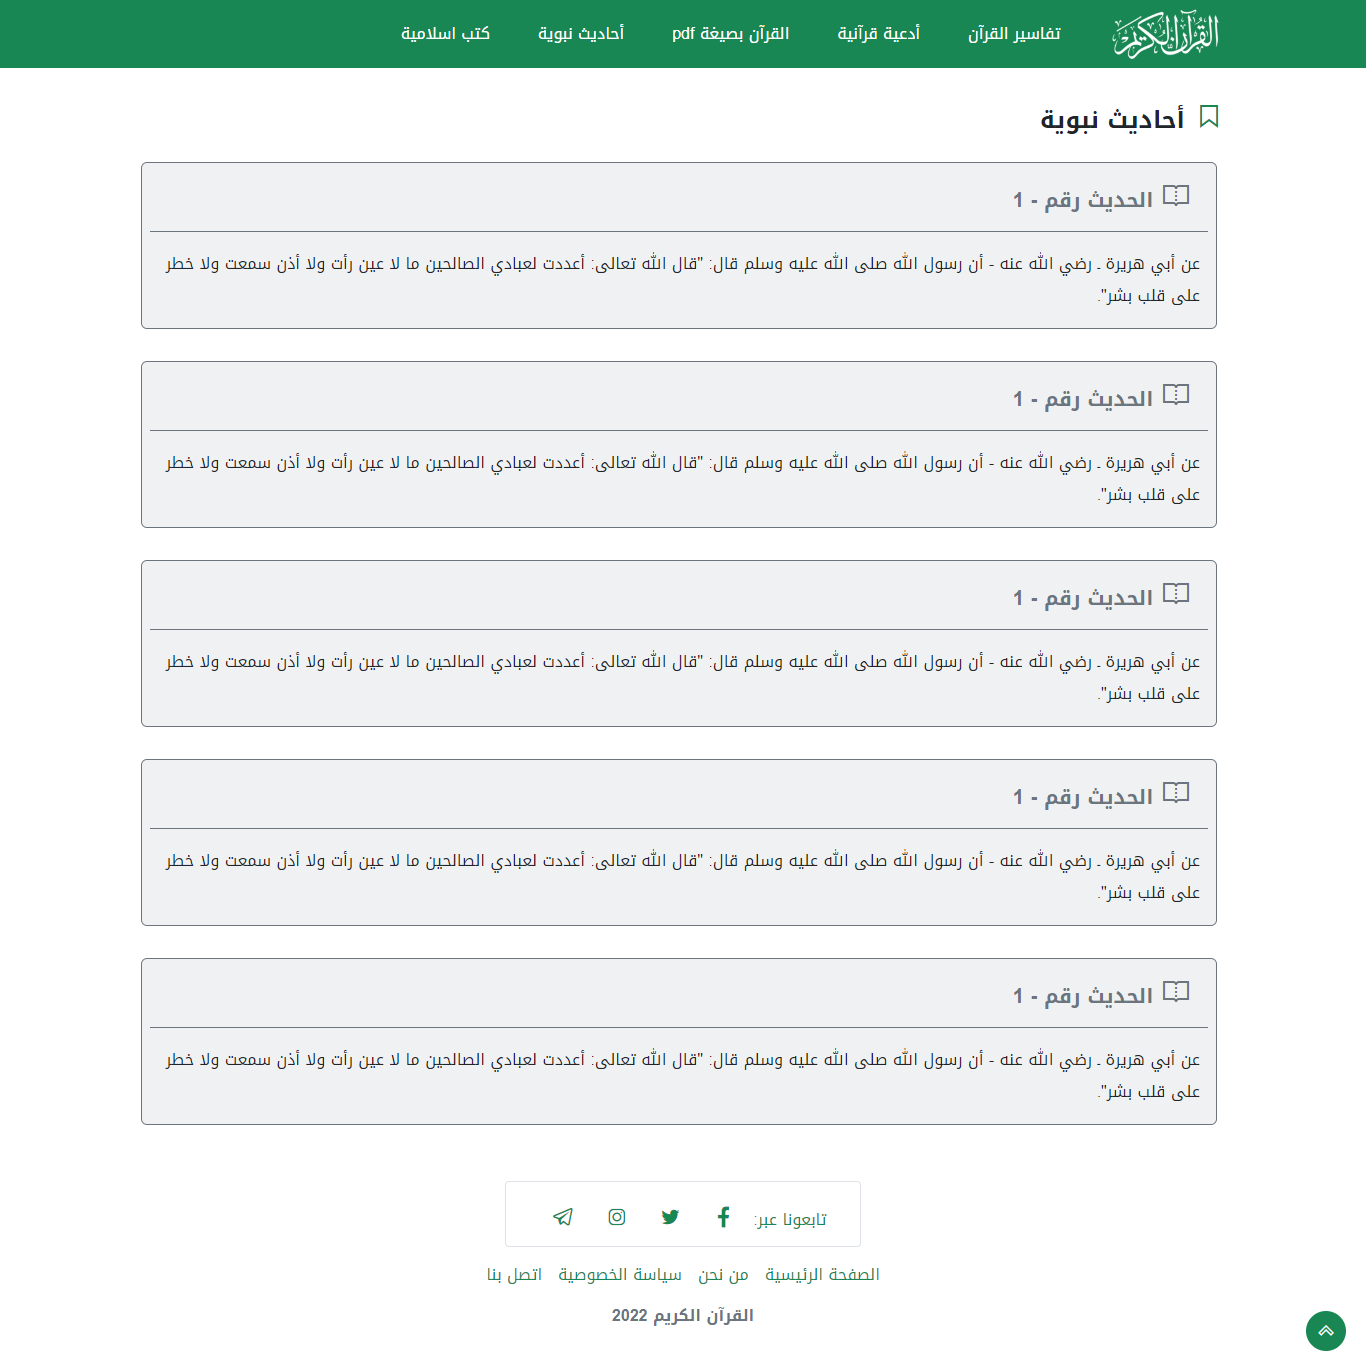 القرآن الكريم
تفاسير القرآن
أدعية قرآنية
القرآن بصيغة pdf
أحاديث نبوية
كتب اسلامية
أحاديث نبوية
الحديث رقم - 1
عن أبي هريرة ـ رضي الله عنه - أن رسول الله صلى الله عليه وسلم قال: "قال الله تعالى: أعددت لعبادي الصالحين ما لا عين رأت ولا أذن سمعت ولا خطر
على قلب بشر".
الحديث رقم - 1
عن أبي هريرة ـ رضي الله عنه - أن رسول الله صلى الله عليه وسلم قال: "قال الله تعالى: أعددت لعبادي الصالحين ما لا عين رأت ولا أذن سمعت ولا خطر
على قلب بشر".
الحديث رقم - 1
عن أبي هريرة ـ رضي الله عنه - أن رسول الله صلى الله عليه وسلم قال: "قال الله تعالى: أعددت لعبادي الصالحين ما لا عين رأت ولا أذن سمعت ولا خطر
على قلب بشر".
الحديث رقم - 1
عن أبي هريرة ـ رضي الله عنه - أن رسول الله صلى الله عليه وسلم قال: "قال الله تعالى: أعددت لعبادي الصالحين ما لا عين رأت ولا أذن سمعت ولا خطر
على قلب بشر".
الحديث رقم - 1
عن أبي هريرة ـ رضي الله عنه - أن رسول الله صلى الله عليه وسلم قال: "قال الله تعالى: أعددت لعبادي الصالحين ما لا عين رأت ولا أذن سمعت ولا خطر
على قلب بشر".
تابعونا عبر:
الصفحة الرئيسية من نحن سياسة الخصوصية اتصل بنا
القرآن الكريم 2022